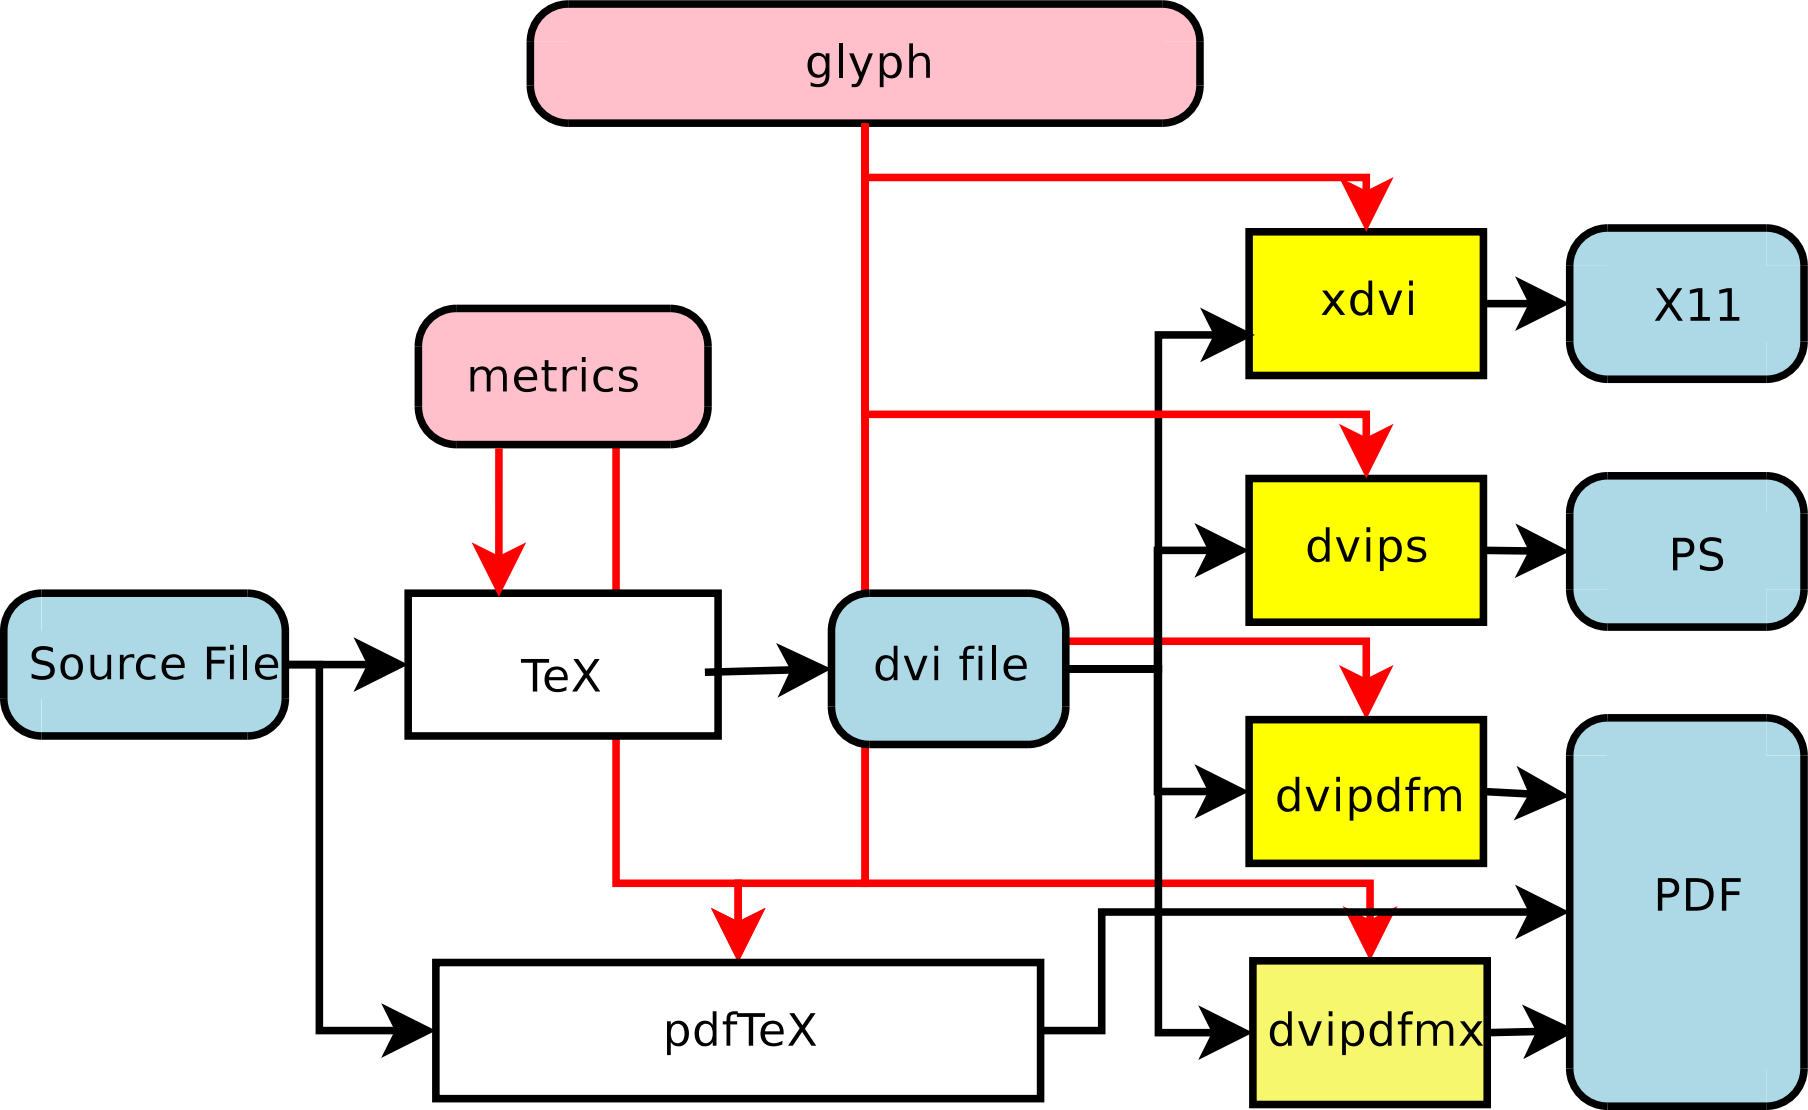 glyph
xdvi
X11
metrics
dvips
PS
Source File
TeX
dvi file
dvipdfm
PDF
pdfTeX
dvipdfmx